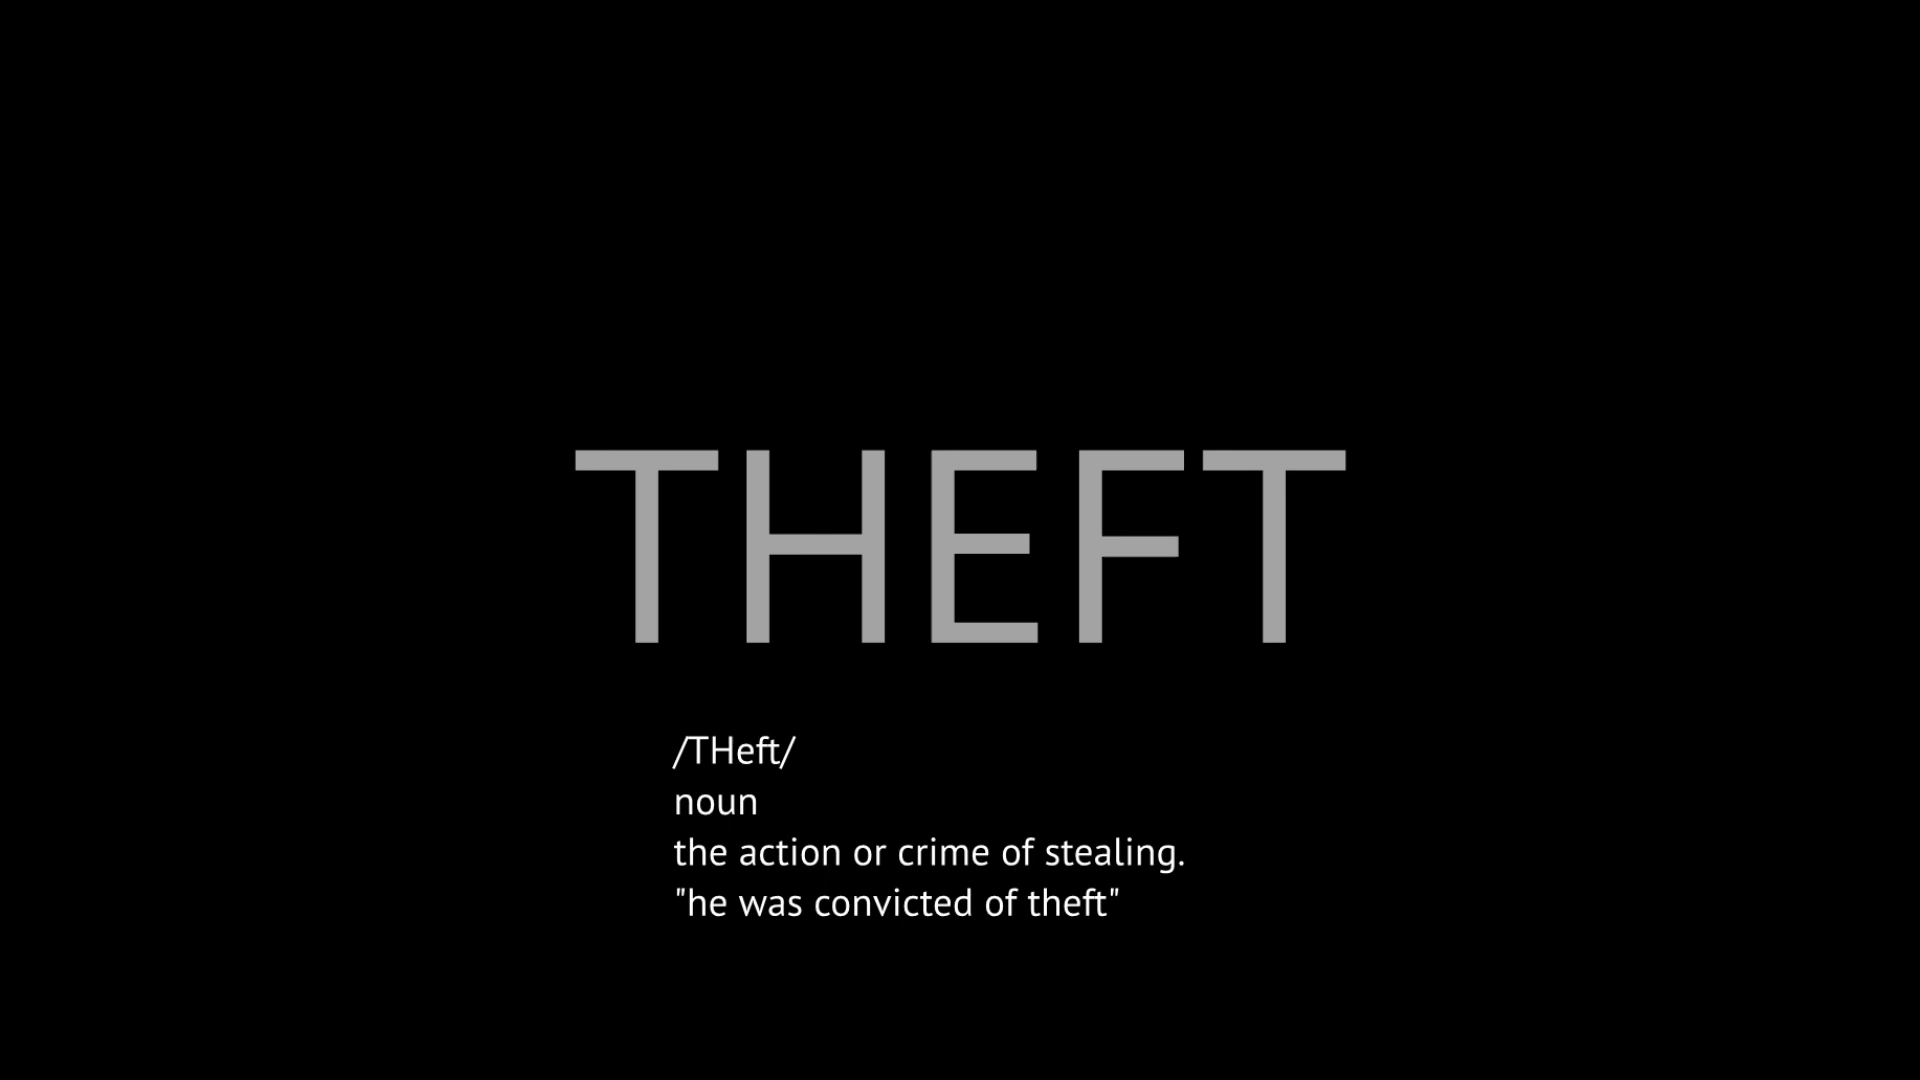 THEFT
/THeft/
noun
the action or crime of stealing.
"he was convicted of theft"